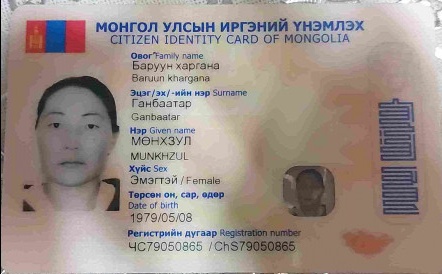 МОНГОЛ УЛСЫН ИРГЭНИЙ ҮНЭМЛЭХ
CITIZEN IDENTITY CARD OF MONGOLIA
Овог Family name
Баруун харгана
Baruun khargana
Эцэг/эх/-ийн нэр Surname
Ганбаатар
Ganbaatar
Нэр Given name
МӨНХЗУЛ
MUNKHZUL
Хүйс Sex
Эмэгтэй / Female
Төрсөн он, сар, өдөр
Date of birth
1979/05/08
Регистрийн дугаар Registration number
ЧС79050865 / ChS79050865